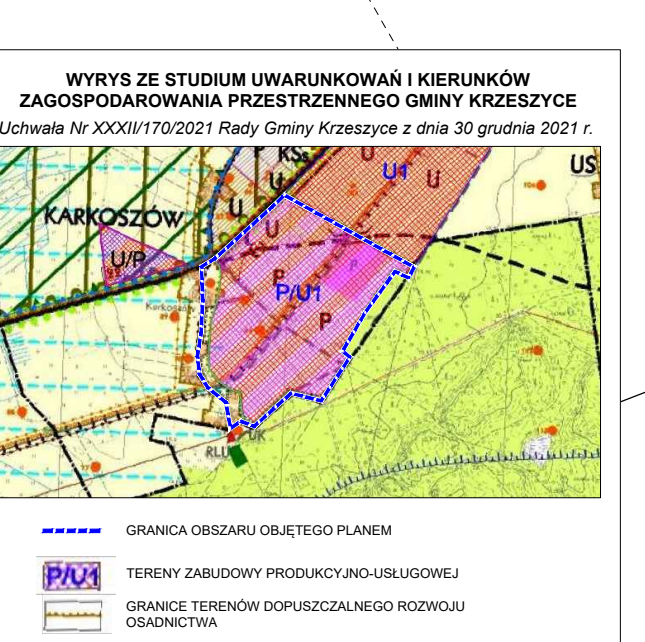 WYRYS ZE STUDIUM UWARUNKOWAŃ I KIERUNKÓW
ZAGOSPODAROWANIA PRZESTRZENNEGO GMINY KRZESZYCE
Uchwała Nr XXXII/170/2021 Rady Gminy Krzeszyce z dnia 30 grudnia 2021 r.
P KSs U U1 U US
U U
KARKOSZÓW U U
U/P
P P
Karkoszów P/U1
P
UK
RLU
GRANICA OBSZARU OBJĘTEGO PLANEM
P/U1 TERENY ZABUDOWY PRODUKCYJNO-USŁUGOWEJ
GRANICE TERENÓW DOPUSZCZALNEGO ROZWOJU
OSADNICTWA